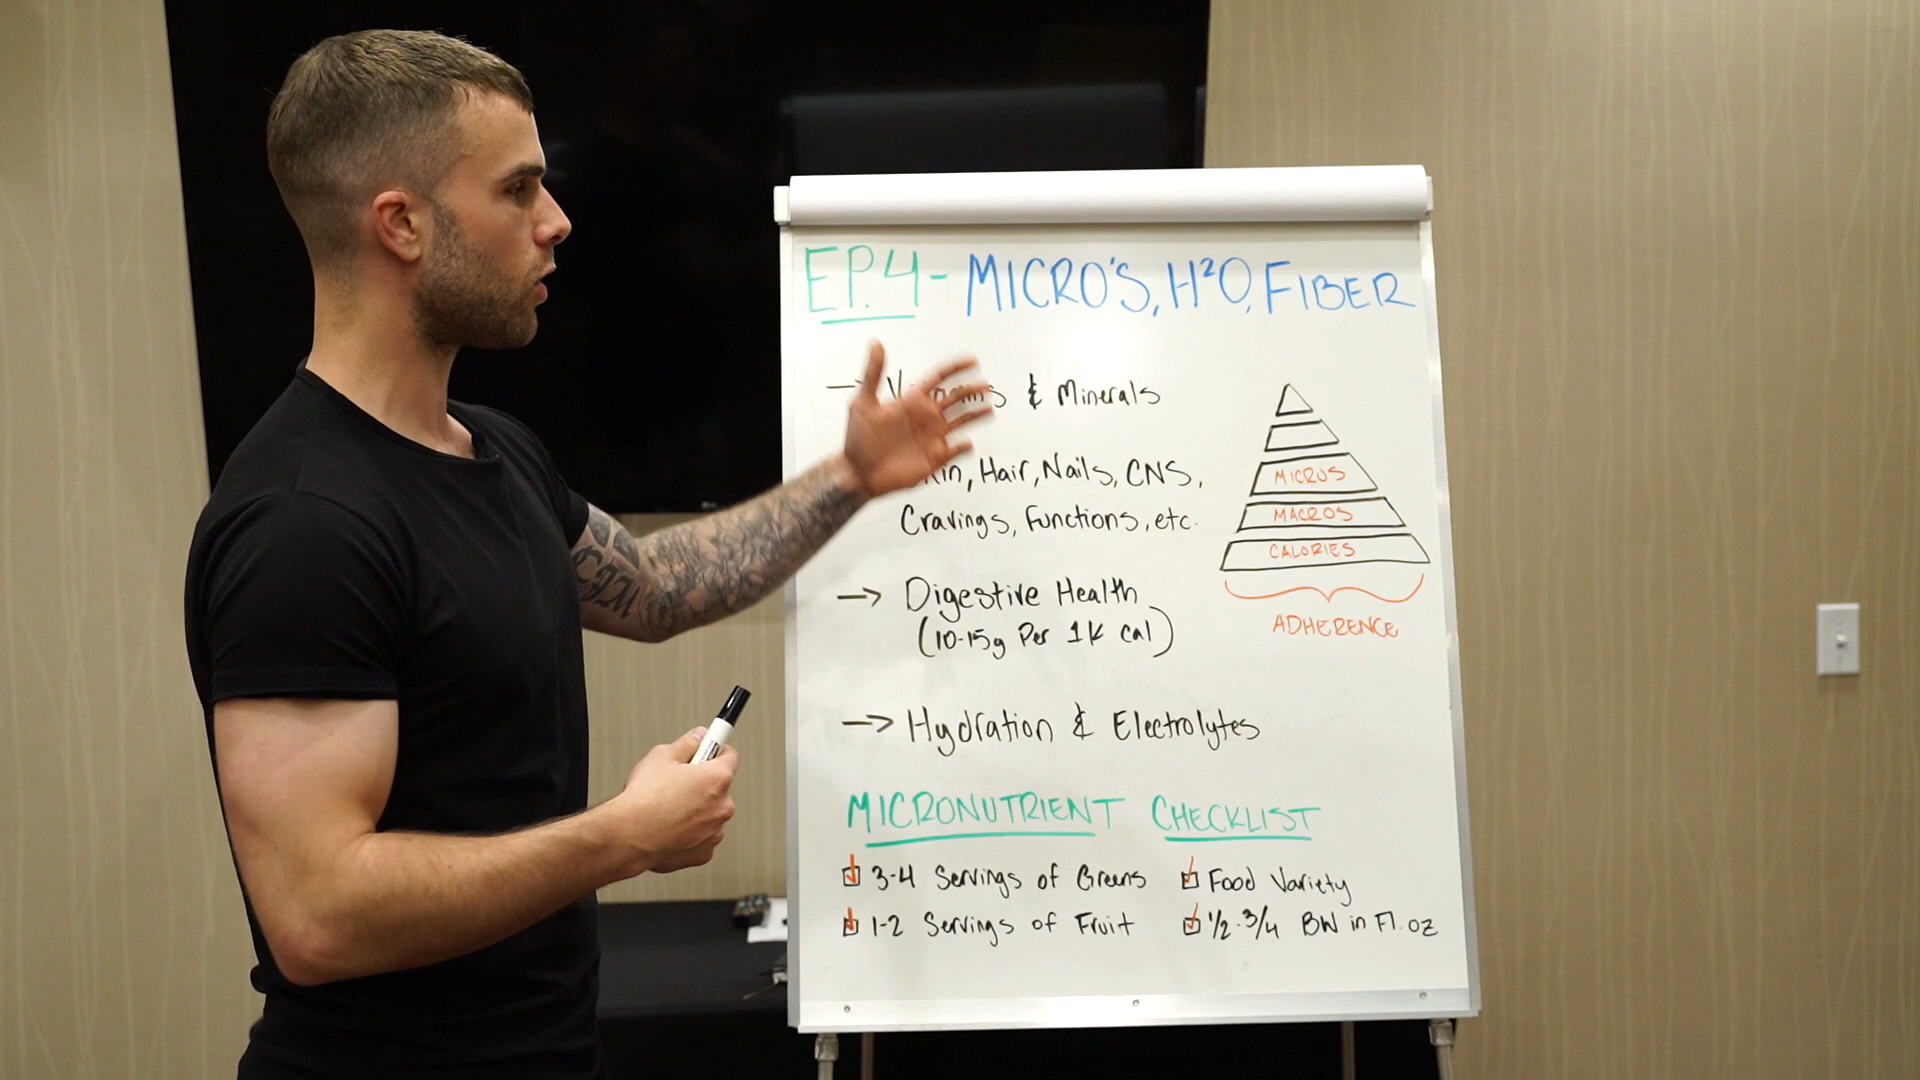 EP.4 - MICRO'S, H²O, FIBER
→ & Minerals
Hair, Nails, CNS,
Cravings, Functions, etc.
→ Digestive Health
(10-15g Per 1K cal)
→ Hydration & Electrolytes
MICROS
MACROS
CALORIES
ADHERENCE
MICRONUTRIENT CHECKLIST
☑ 3-4 Servings of Greens
☑ 1-2 Servings of Fruit
☑ Food Variety
☑ 1/2-3/4 BW in Fl. oz